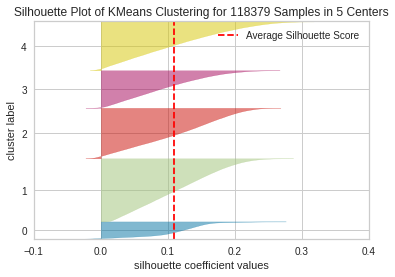 Silhouette Plot of KMeans Clustering for 118379 Samples in 5 Centers
Average Silhouette Score
4
3
2
1
0
cluster label
−0.1 0.0 0.1 0.2 0.3 0.4
silhouette coefficient values